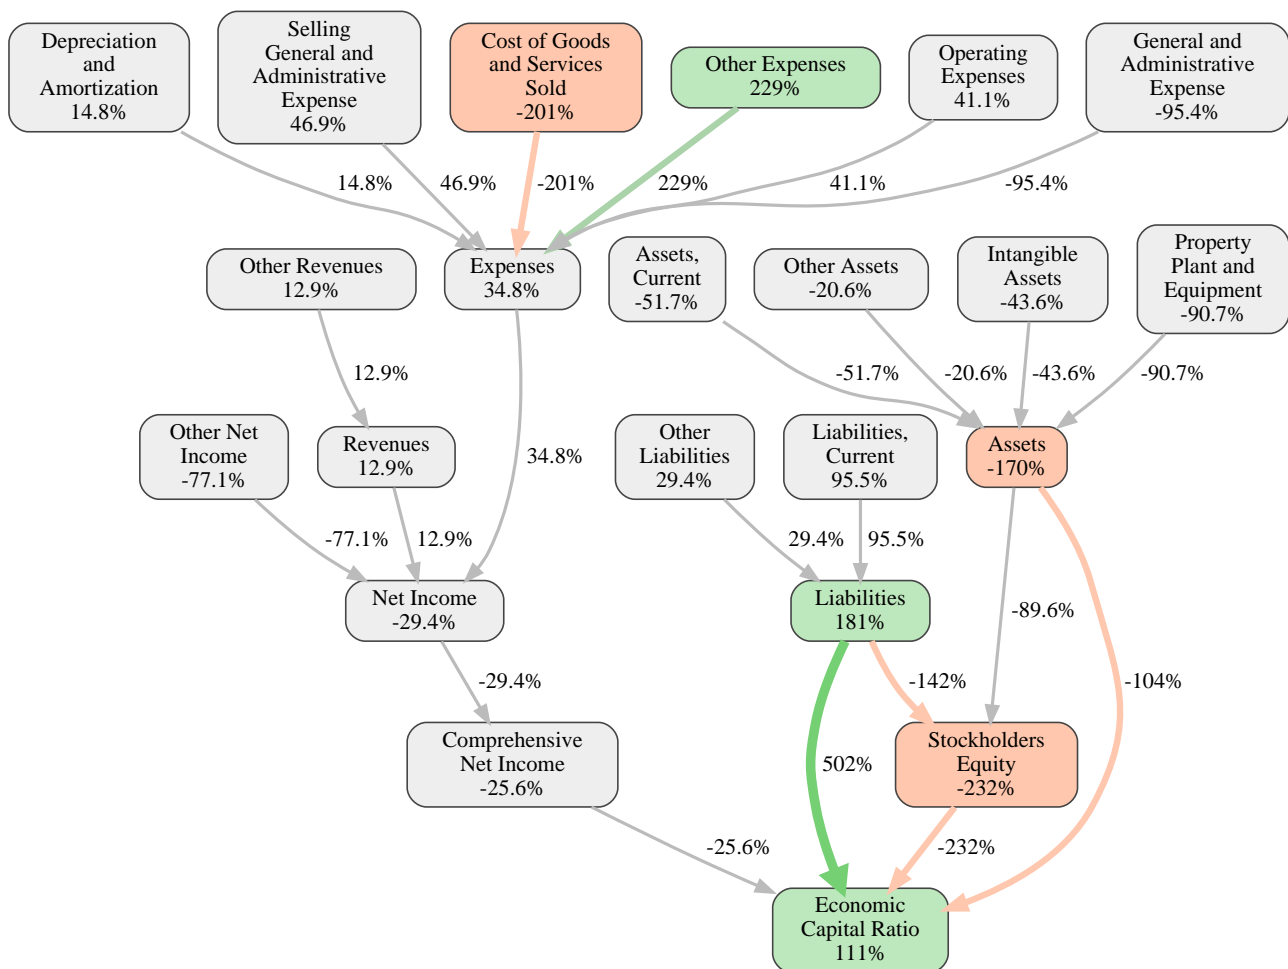 Depreciation
and
Amortization
14.8%
Selling
General and
Administrative
Expense
46.9%
Cost of Goods
and Services
Sold
-201%
Other Expenses
229%
Operating
Expenses
41.1%
General and
Administrative
Expense
-95.4%
14.8%
46.9%
-201%
229%
41.1%
-95.4%
Other Revenues
12.9%
Expenses
34.8%
Assets,
Current
-51.7%
Other Assets
-20.6%
Intangible
Assets
-43.6%
Property
Plant and
Equipment
-90.7%
12.9%
34.8%
-51.7%
-20.6%
-43.6%
-90.7%
Other Net
Income
-77.1%
Revenues
12.9%
Other
Liabilities
29.4%
Liabilities,
Current
95.5%
Assets
-170%
-77.1%
12.9%
29.4%
95.5%
Net Income
-29.4%
Liabilities
181%
-89.6%
-29.4%
-142%
-104%
Comprehensive
Net Income
-25.6%
502%
Stockholders
Equity
-232%
-25.6%
-232%
Economic
Capital Ratio
111%